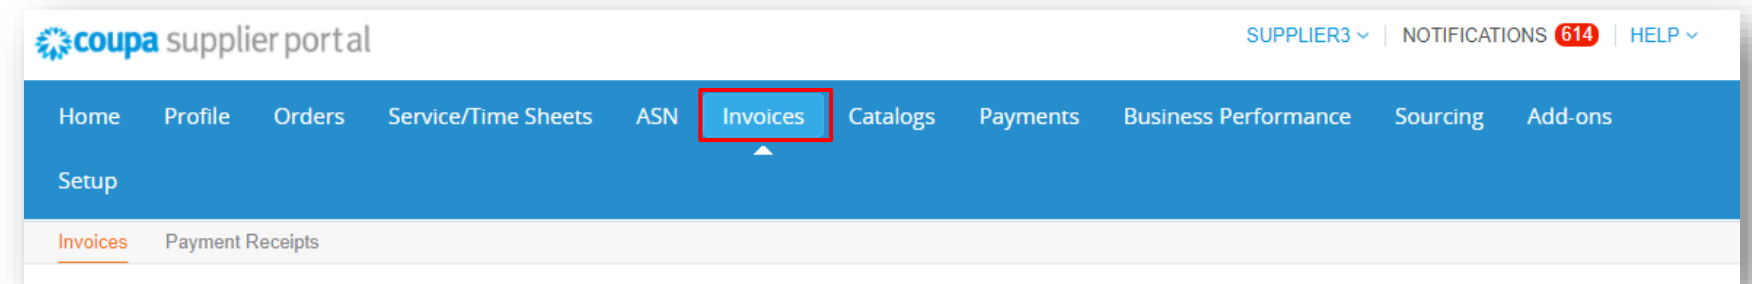 coupa supplier portal SUPPLIER3 NOTIFICATIONS 614 HELP
Home Profile Orders Service/Time Sheets ASN Invoices Catalogs Payments Business Performance Sourcing Add-ons
Setup
Invoices Payment Receipts